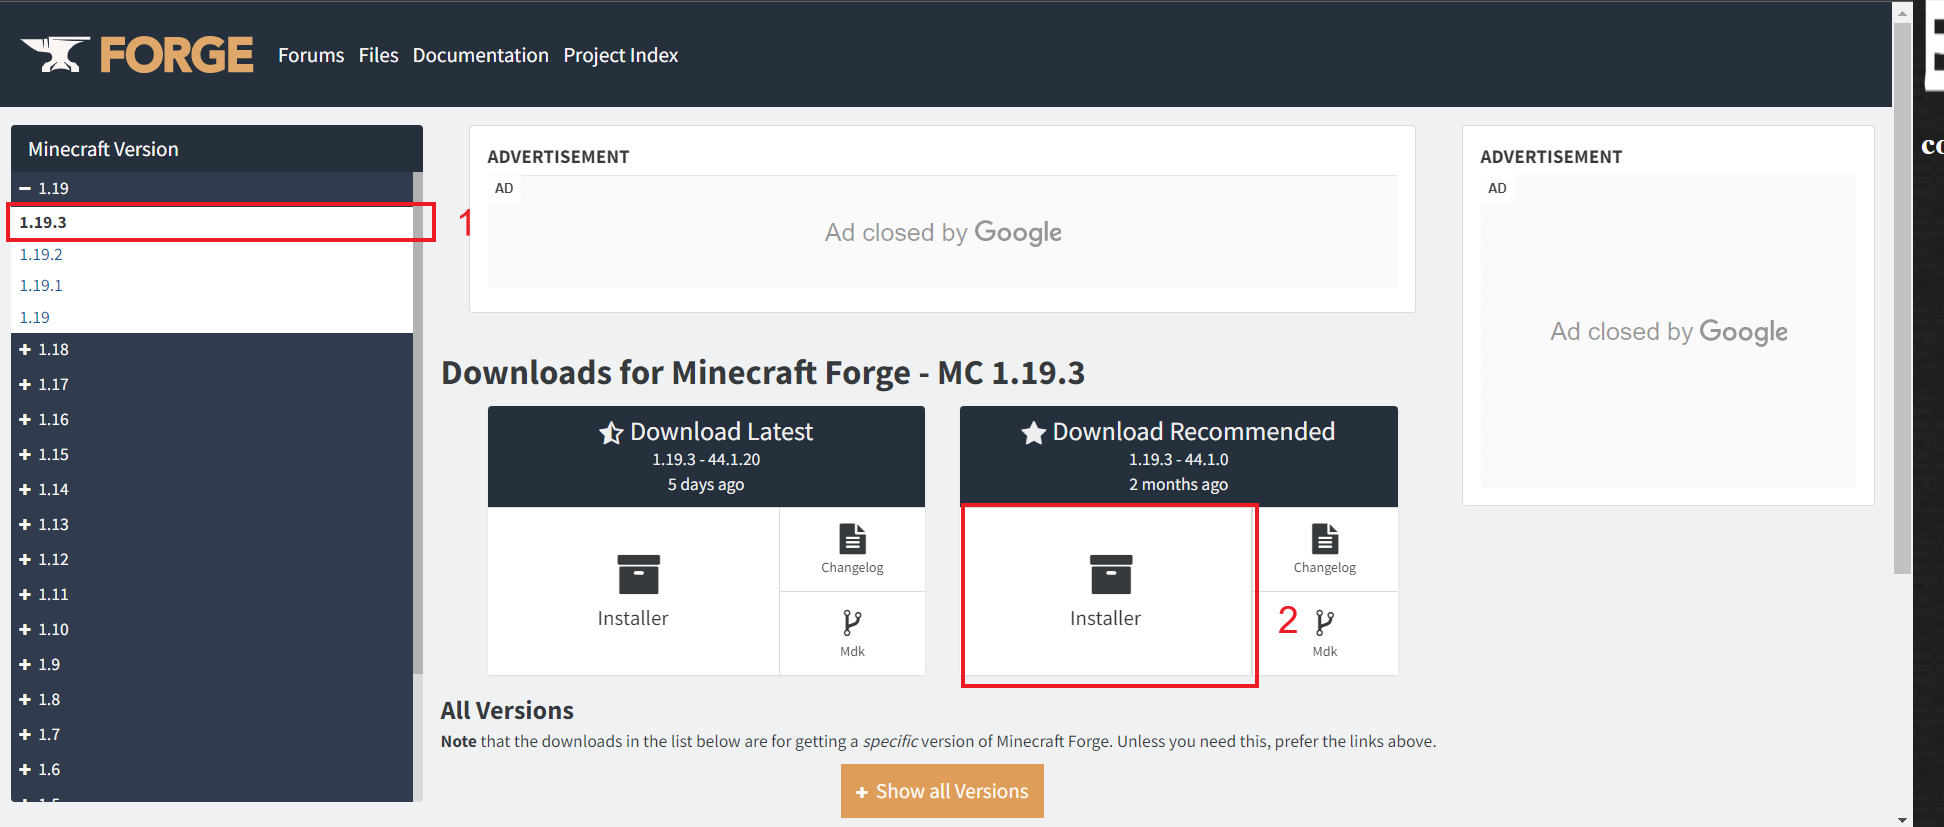 FORGE Forums Files Documentation Project Index
Minecraft Version
1.19
1.19.3
1
1.19.2
1.19.1
1.19
1.18
1.17
1.16
1.15
1.14
1.13
1.12
1.11
1.10
1.9
1.8
1.7
1.6
ADVERTISEMENT
AD
Ad closed by Google
Downloads for Minecraft Forge - MC 1.19.3
Download Latest
1.19.3 - 44.1.20
5 days ago
Installer
Changelog
Mdk
Download Recommended
1.19.3 - 44.1.0
2 months ago
Installer
Changelog
2
Mdk
All Versions
Note that the downloads in the list below are for getting a specific version of Minecraft Forge. Unless you need this, prefer the links above.
+ Show all Versions
ADVERTISEMENT
AD
Ad closed by Google